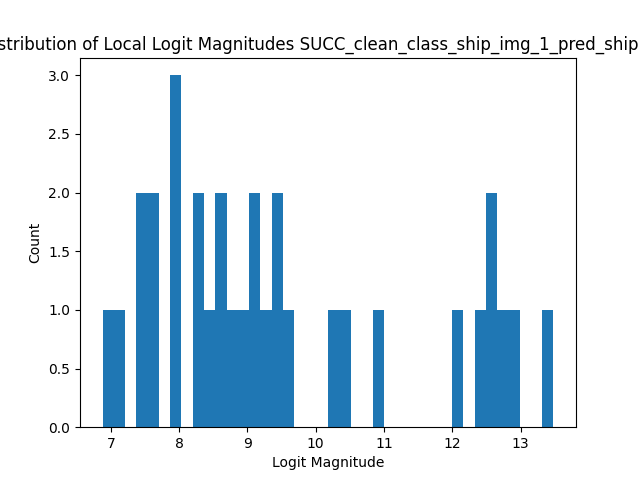 stribution of Local Logit Magnitudes SUCC_clean_class_ship_img_1_pred_ship
3.0
2.5
2.0
1.5
1.0
0.5
0.0
Count
7 8 9 10 11 12 13
Logit Magnitude